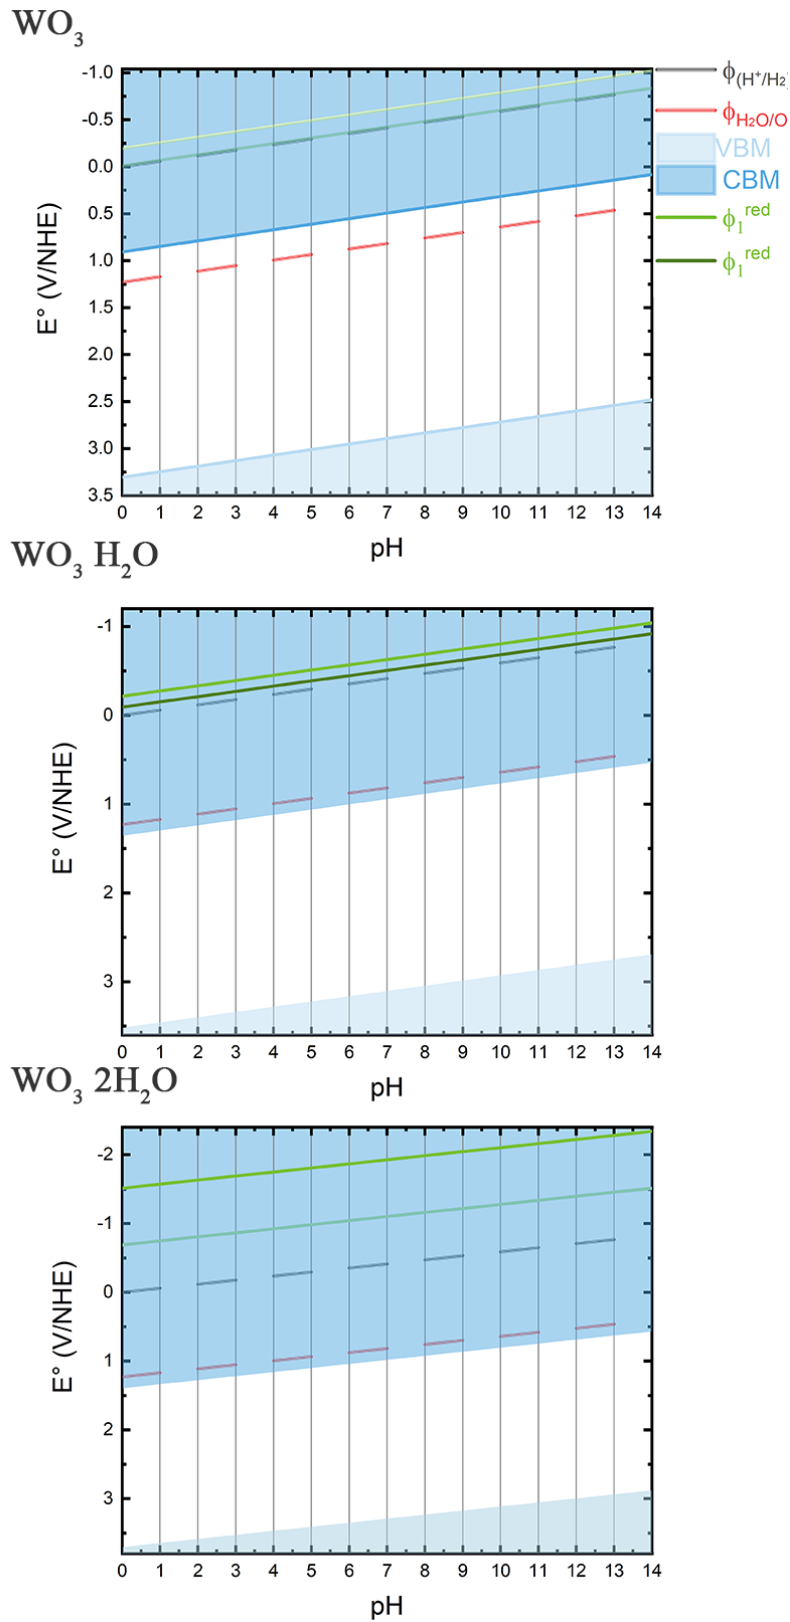 WO3
-1.0
-0.5
0.0
0.5
1.0
1.5
2.0
2.5
3.0
3.5
E° (V/NHE)
0 1 2 3 4 5 6 7 8 9 10 11 12 13 14
pH
ϕ(H+/H2)
ϕH2O/O
VBM
CBM
ϕ1red
ϕ1red
WO3 H2O
-1
0
1
2
3
E° (V/NHE)
0 1 2 3 4 5 6 7 8 9 10 11 12 13 14
pH
WO3 2H2O
-2
-1
0
1
2
3
E° (V/NHE)
0 1 2 3 4 5 6 7 8 9 10 11 12 13 14
pH